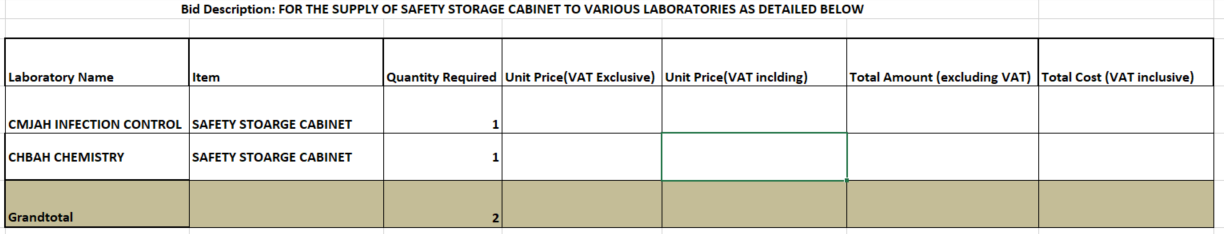 Bid Description: FOR THE SUPPLY OF SAFETY STORAGE CABINET TO VARIOUS LABORATORIES AS DETAILED BELOW
Laboratory Name Item Quantity Required Unit Price(VAT Exclusive) Unit Price(VAT inclding) Total Amount (excluding VAT) Total Cost (VAT inclusive)
CMJAH INFECTION CONTROL SAFETY STOARGE CABINET 1
CHBAH CHEMISTRY SAFETY STOARGE CABINET 1
Grandtotal 2